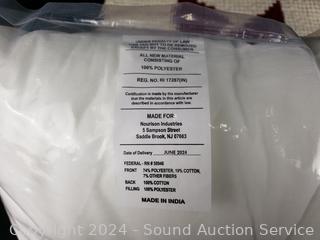 UNDER PENALTY OF LAW
THIS TAG NOT TO BE REMOVED
EXCEPT BY THE CONSUMER
ALL NEW MATERIAL
CONSISTING OF
100% POLYESTER
REG. NO. RI 17287(IN)
Certification is made by the manufacturer
that the materials in this article are
described in accordance with law.
MADE FOR
Nourison Industries
5 Sampson Street
Saddle Brook, NJ 07663
Date of Delivery JUNE 2024
FEDERAL - RN # 58946
FRONT 74% POLYESTER, 19% COTTON,
7% OTHER FIBERS
BACK 100% COTTON
FILLING 100% POLYESTER
MADE IN INDIA
Copyright © 2024 - Sound Auction Service